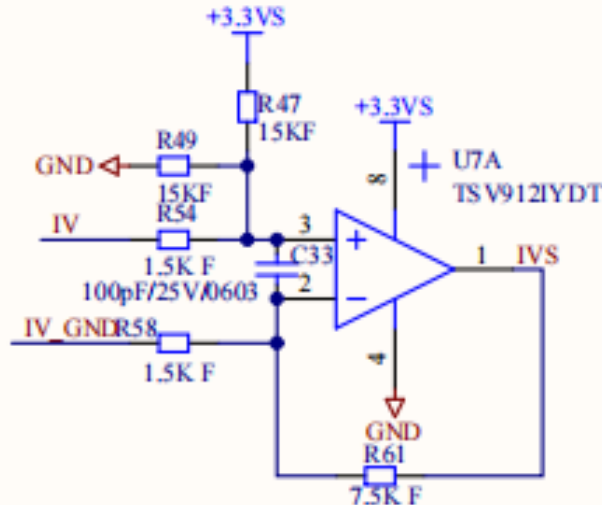 +3.3VS
R47
15KF
+3.3VS
R49
GND
15KF
U7A
TSV912IYDT
8
R54
IV
3
1.5K F
C33
100pF/25V/0603
2
1
IVS
IV_GND
R58
1.5K F
4
GND
R61
7.5K F